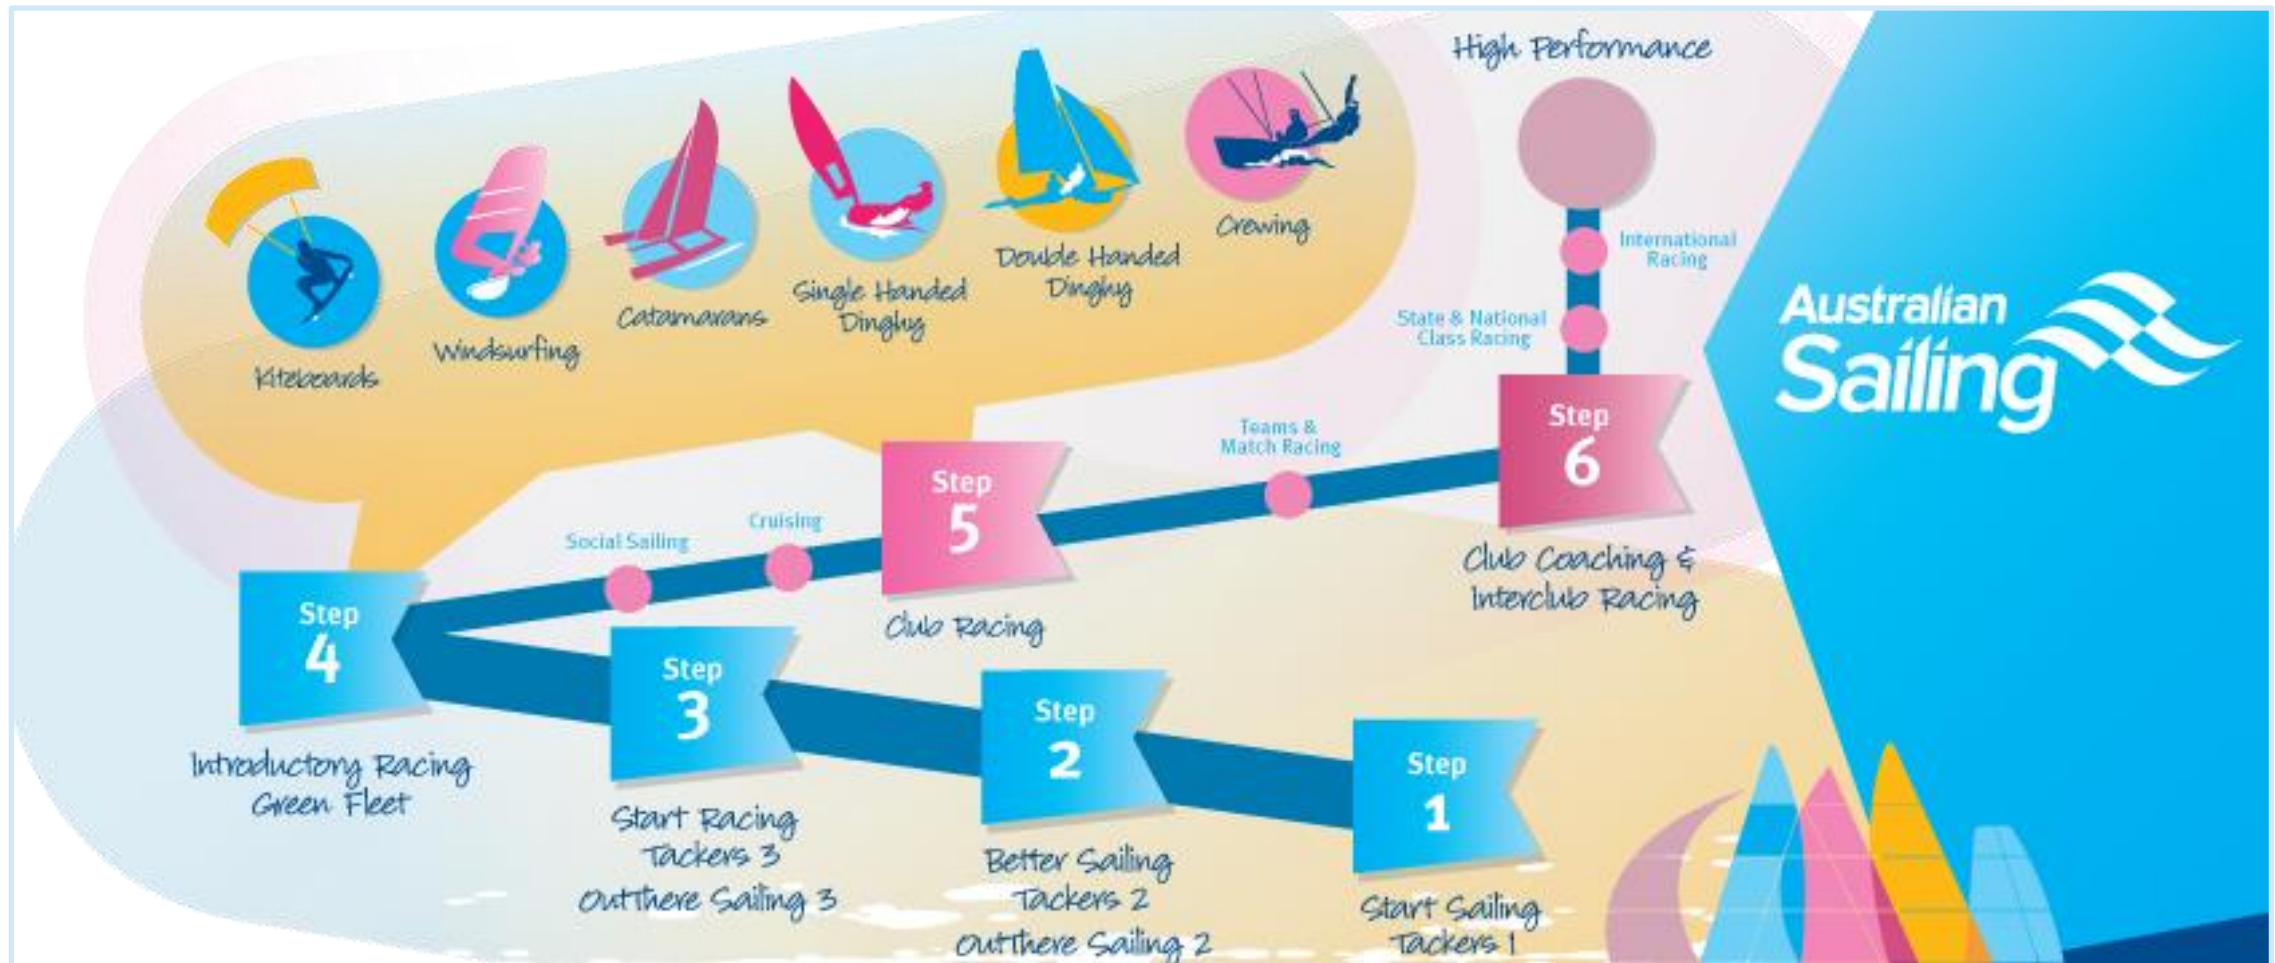 High Performance
Kiteboards
Windsurfing
Catamarans
Single Handed
Dinghy
Double Handed
Dinghy
Crewing
International
Racing
State & National
Class Racing
Australian
Sailing
Teams &
Match Racing
Step
6
Club Coaching &
Interclub Racing
Step
5
Club Racing
Cruising
Social Sailing
Step
4
Introductory Racing
Green Fleet
Step
3
Start Racing
Tackers 3
OutThere Sailing 3
Step
2
Better Sailing
Tackers 2
OutThere Sailing 2
Step
1
Start Sailing
Tackers 1